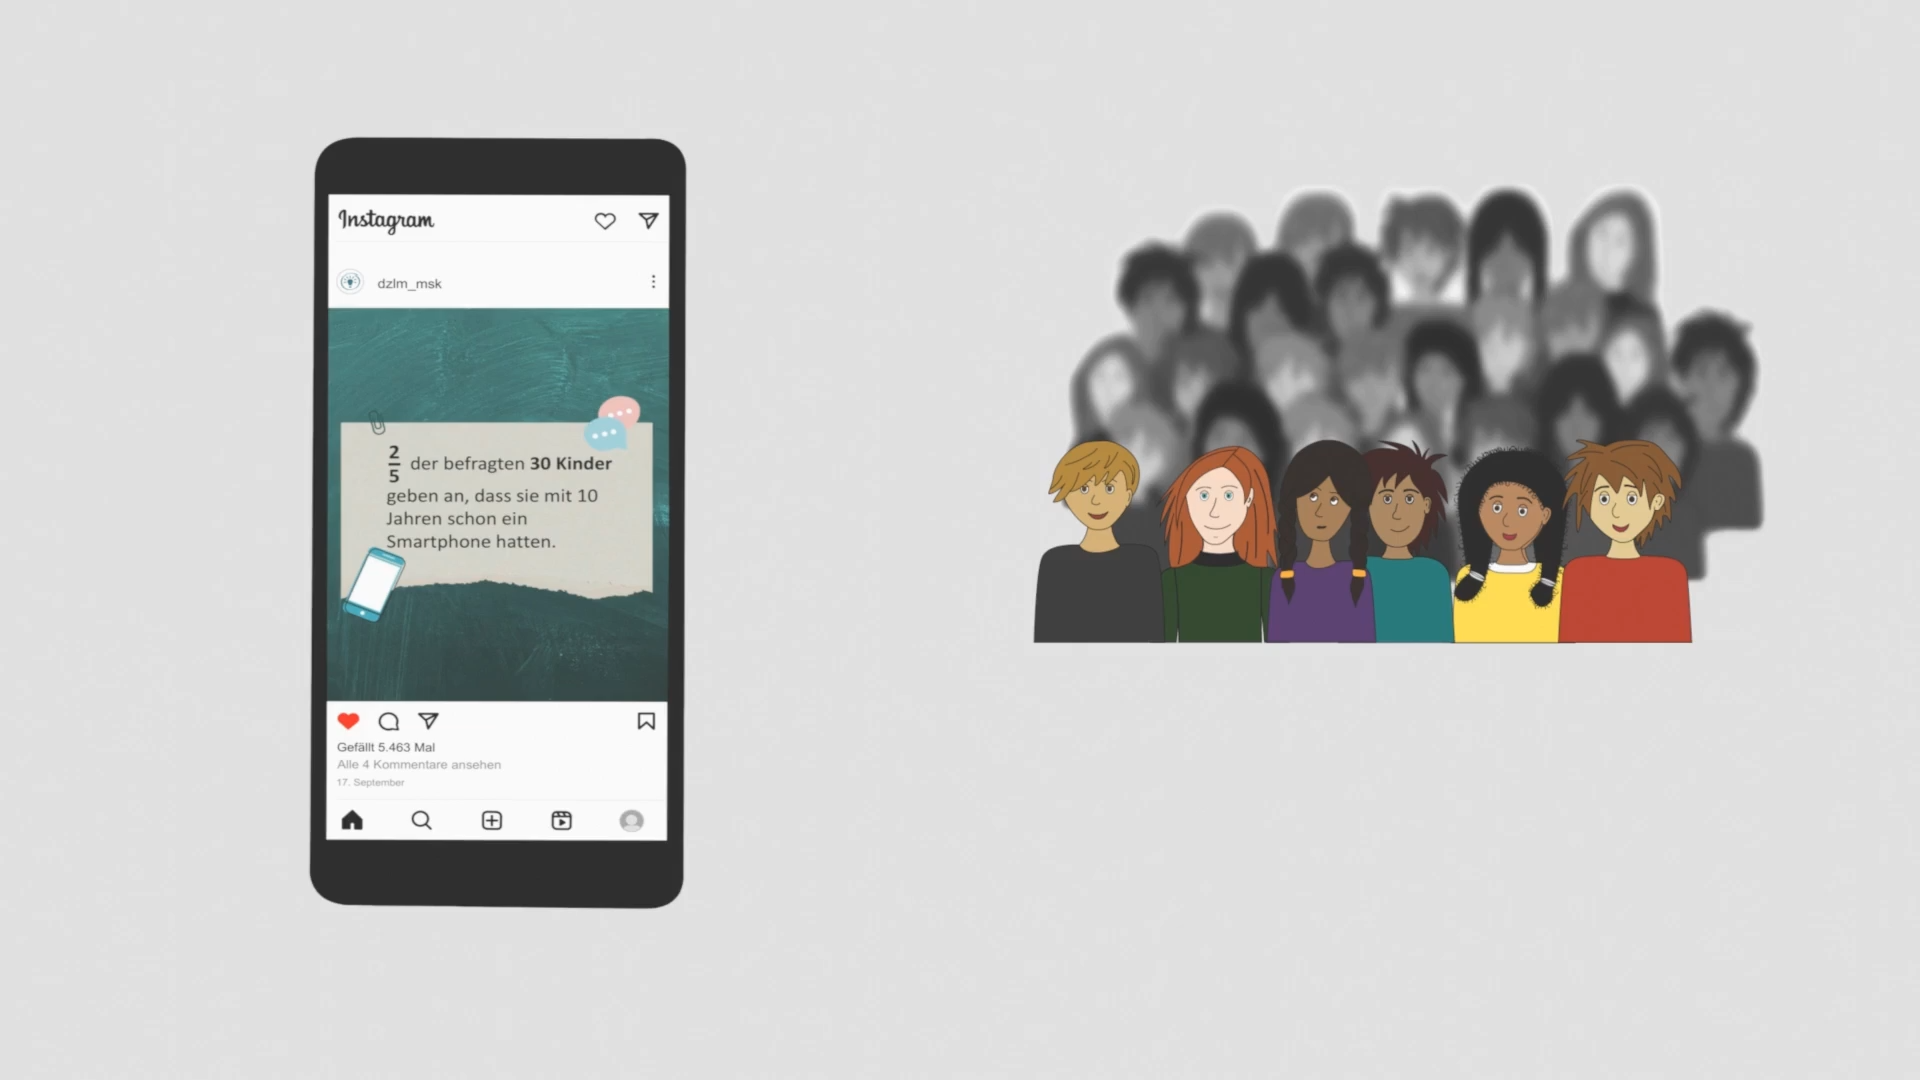 Instagram
dzlm_msk
2/5 der befragten 30 Kinder
geben an, dass sie mit 10
Jahren schon ein
Smartphone hatten.
Gefällt 5.463 Mal
Alle 4 Kommentare ansehen
17. September